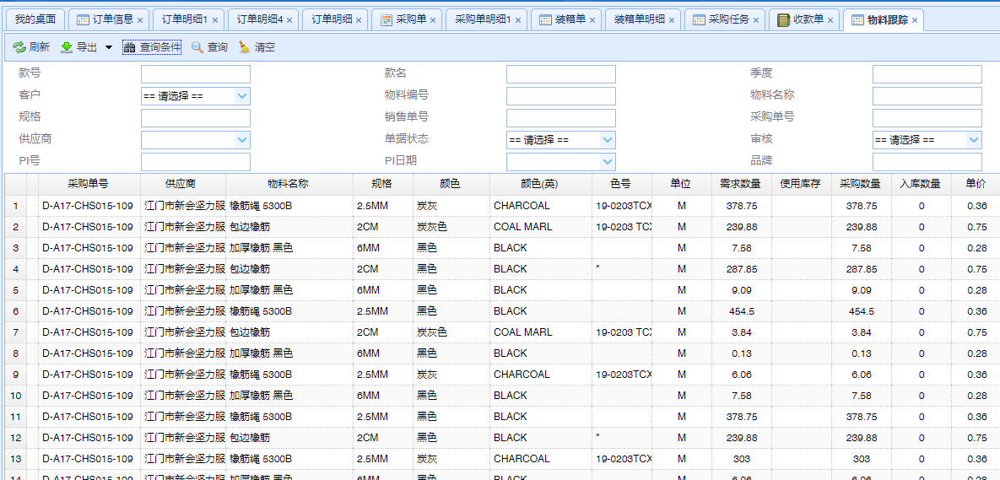 我的桌面 订单信息 订单明细1 订单明细4 订单明细 采购单 采购单明细1 装箱单 装箱单明细 采购任务 收款单 物料跟踪
刷新 导出 查询条件 查询 清空
款号 款名 季度
客户 == 请选择 == 物料编号 物料名称
规格 销售单号 采购单号
供应商 单据状态 == 请选择 == 审核 == 请选择 ==
PI号 PI日期 品牌
采购单号 供应商 物料名称 规格 颜色 颜色(英) 色号 单位 需求数量 使用库存 采购数量 入库数量 单价
1 D-A17-CHS015-109 江门市新会坚力服 橡筋绳 5300B 2.5MM 炭灰 CHARCOAL 19-0203TCX M 378.75 378.75 0 0.36
2 D-A17-CHS015-109 江门市新会坚力服 包边橡筋 2CM 炭灰色 COAL MARL 19-0203 TCX M 239.88 239.88 0 0.75
3 D-A17-CHS015-109 江门市新会坚力服 加厚橡筋 黑色 6MM 黑色 BLACK M 7.58 7.58 0 0.28
4 D-A17-CHS015-109 江门市新会坚力服 包边橡筋 2CM 黑色 BLACK * M 287.85 287.85 0 0.75
5 D-A17-CHS015-109 江门市新会坚力服 加厚橡筋 黑色 6MM 黑色 BLACK M 9.09 9.09 0 0.28
6 D-A17-CHS015-109 江门市新会坚力服 橡筋绳 5300B 2.5MM 黑色 BLACK M 454.5 454.5 0 0.36
7 D-A17-CHS015-109 江门市新会坚力服 包边橡筋 2CM 炭灰色 COAL MARL 19-0203 TCX M 3.84 3.84 0 0.75
8 D-A17-CHS015-109 江门市新会坚力服 加厚橡筋 黑色 6MM 黑色 BLACK M 0.13 0.13 0 0.28
9 D-A17-CHS015-109 江门市新会坚力服 橡筋绳 5300B 2.5MM 炭灰 CHARCOAL 19-0203TCX M 6.06 6.06 0 0.36
10 D-A17-CHS015-109 江门市新会坚力服 加厚橡筋 黑色 6MM 黑色 BLACK M 7.58 7.58 0 0.28
11 D-A17-CHS015-109 江门市新会坚力服 橡筋绳 5300B 2.5MM 黑色 BLACK M 378.75 378.75 0 0.36
12 D-A17-CHS015-109 江门市新会坚力服 包边橡筋 2CM 黑色 BLACK * M 239.88 239.88 0 0.75
13 D-A17-CHS015-109 江门市新会坚力服 橡筋绳 5300B 2.5MM 炭灰 CHARCOAL 19-0203TCX M 303 303 0 0.36
14 D-A17-CHS015-109 江门市新会坚力服 加厚橡筋 黑色 6MM 黑色 BLACK M 6.06 6.06 0 0.28